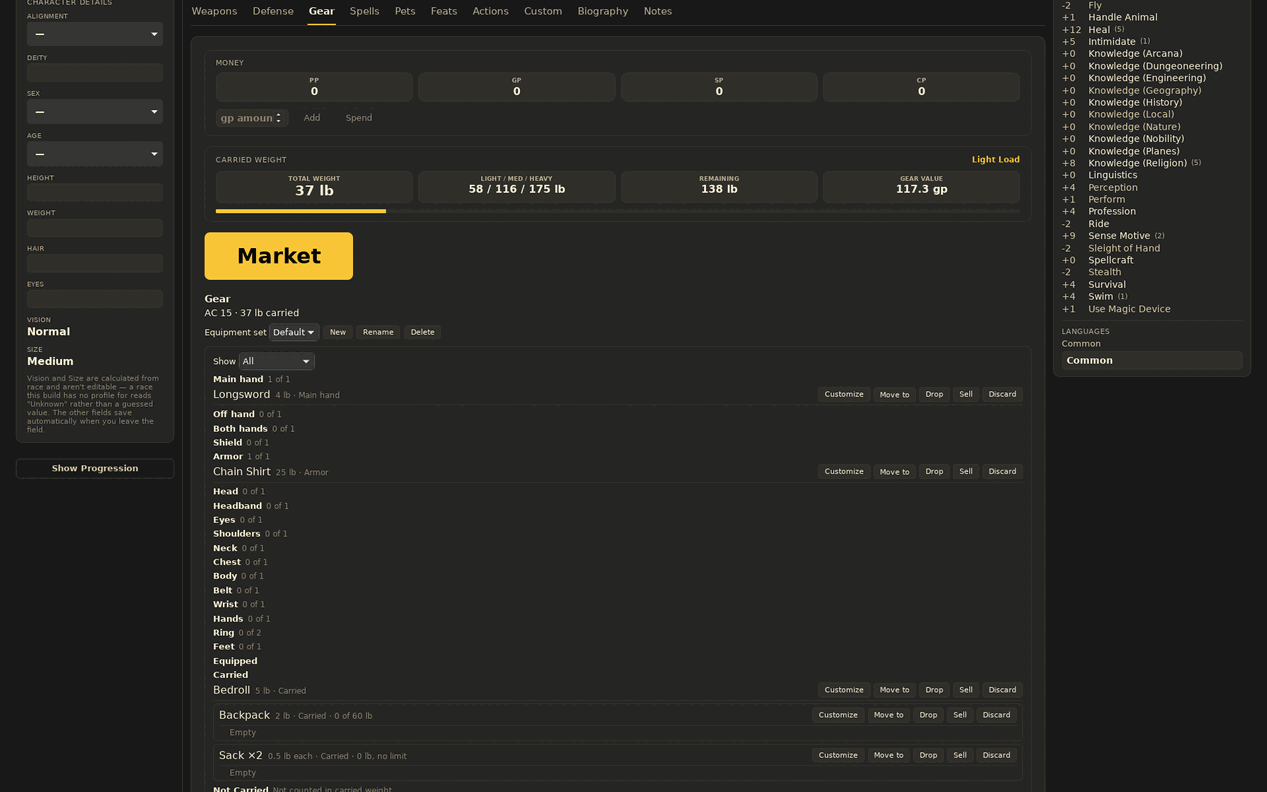 CHARACTER DETAILS
ALIGNMENT
—
DEITY
SEX
—
AGE
—
HEIGHT
WEIGHT
HAIR
EYES
VISION
Normal
SIZE
Medium
Vision and Size are calculated from
race and aren't editable — a race
this build has no profile for reads
"Unknown" rather than a guessed
value. The other fields save
automatically when you leave the
field.
Show Progression
Weapons Defense Gear Spells Pets Feats Actions Custom Biography Notes
MONEY
PP GP SP CP
0 0 0 0
gp amoun Add Spend
CARRIED WEIGHT Light Load
TOTAL WEIGHT LIGHT / MED / HEAVY REMAINING GEAR VALUE
37 lb 58 / 116 / 175 lb 138 lb 117.3 gp
Market
Gear
AC 15 · 37 lb carried
Equipment set Default New Rename Delete
Show All
Main hand 1 of 1
Longsword 4 lb · Main hand Customize Move to Drop Sell Discard
Off hand 0 of 1
Both hands 0 of 1
Shield 0 of 1
Armor 1 of 1
Chain Shirt 25 lb · Armor Customize Move to Drop Sell Discard
Head 0 of 1
Headband 0 of 1
Eyes 0 of 1
Shoulders 0 of 1
Neck 0 of 1
Chest 0 of 1
Body 0 of 1
Belt 0 of 1
Wrist 0 of 1
Hands 0 of 1
Ring 0 of 2
Feet 0 of 1
Equipped
Carried
Bedroll 5 lb · Carried Customize Move to Drop Sell Discard
Backpack 2 lb · Carried · 0 of 60 lb Customize Move to Drop Sell Discard
Empty
Sack ×2 0.5 lb each · Carried · 0 lb, no limit Customize Move to Drop Sell Discard
Empty
Not Carried Not counted in carried weight
-2 Fly
+1 Handle Animal
+12 Heal (5)
+5 Intimidate (1)
+0 Knowledge (Arcana)
+0 Knowledge (Dungeoneering)
+0 Knowledge (Engineering)
+0 Knowledge (Geography)
+0 Knowledge (History)
+0 Knowledge (Local)
+0 Knowledge (Nature)
+0 Knowledge (Nobility)
+0 Knowledge (Planes)
+8 Knowledge (Religion) (5)
+0 Linguistics
+4 Perception
+1 Perform
+4 Profession
-2 Ride
+9 Sense Motive (2)
-2 Sleight of Hand
+0 Spellcraft
-2 Stealth
+4 Survival
+4 Swim (1)
+1 Use Magic Device
LANGUAGES
Common
Common